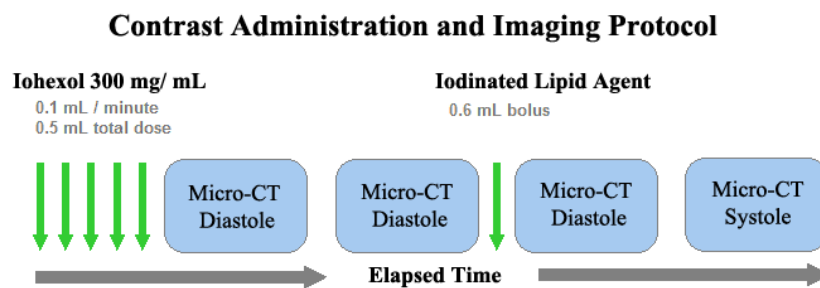 Contrast Administration and Imaging Protocol
Iohexol 300 mg/ mL
0.1 mL / minute
0.5 mL total dose
Iodinated Lipid Agent
0.6 mL bolus
Micro-CT
Diastole
Micro-CT
Diastole
Micro-CT
Diastole
Micro-CT
Systole
Elapsed Time